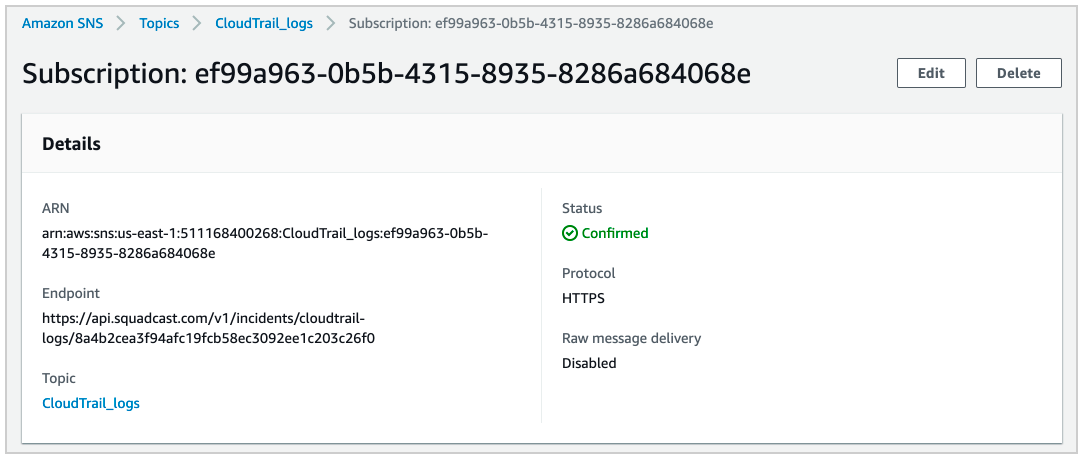 Amazon SNS > Topics > CloudTrail_logs > Subscription: ef99a963-0b5b-4315-8935-8286a684068e
Subscription: ef99a963-0b5b-4315-8935-8286a684068e
Edit
Delete
Details
ARN
arn:aws:sns:us-east-1:511168400268:CloudTrail_logs:ef99a963-0b5b-
4315-8935-8286a684068e
Endpoint
https://api.squadcast.com/v1/incidents/cloudtrail-
logs/8a4b2cea3f94afc19fcb58ec3092ee1c203c26f0
Topic
CloudTrail_logs
Status
Confirmed
Protocol
HTTPS
Raw message delivery
Disabled